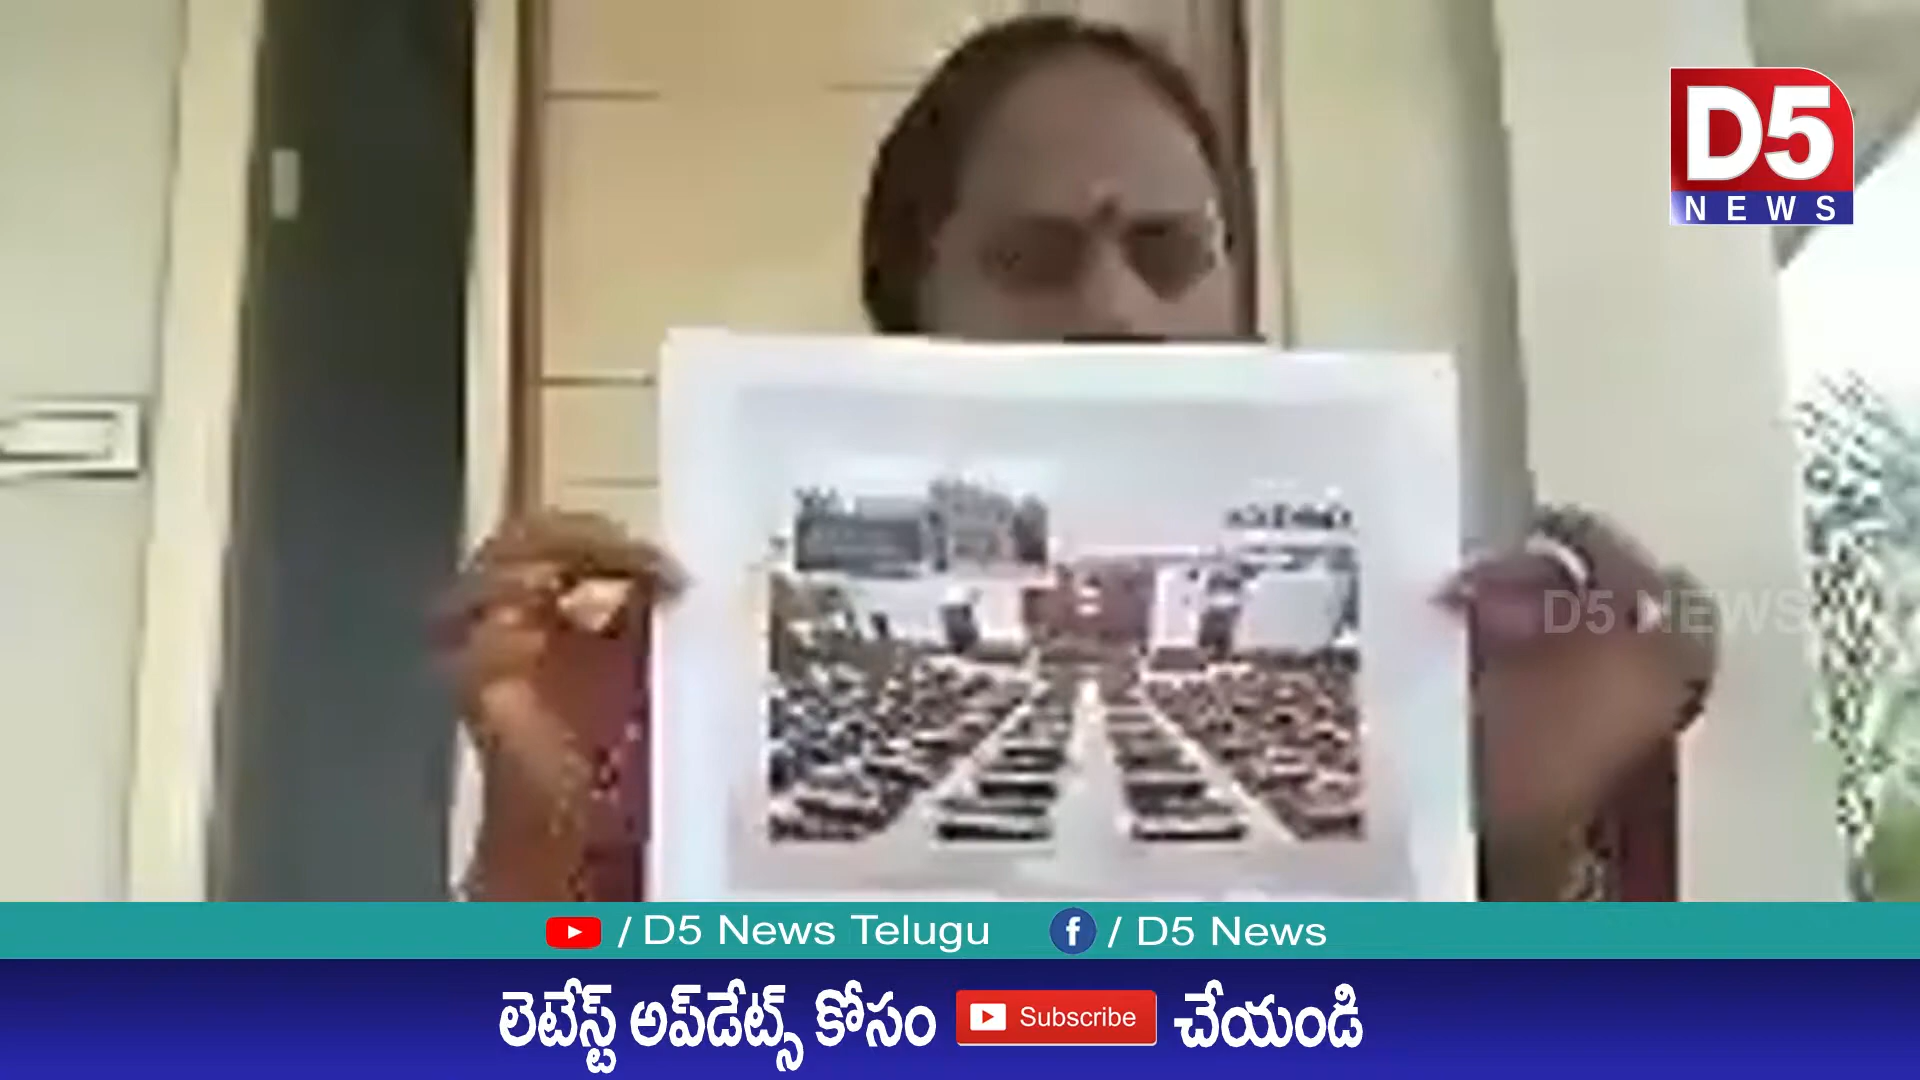 D5
NEWS
D5 NEWS
/ D5 News Telugu
/ D5 News
లెటేస్ట్ అప్‌డేట్స్ కోసం Subscribe చేయండి